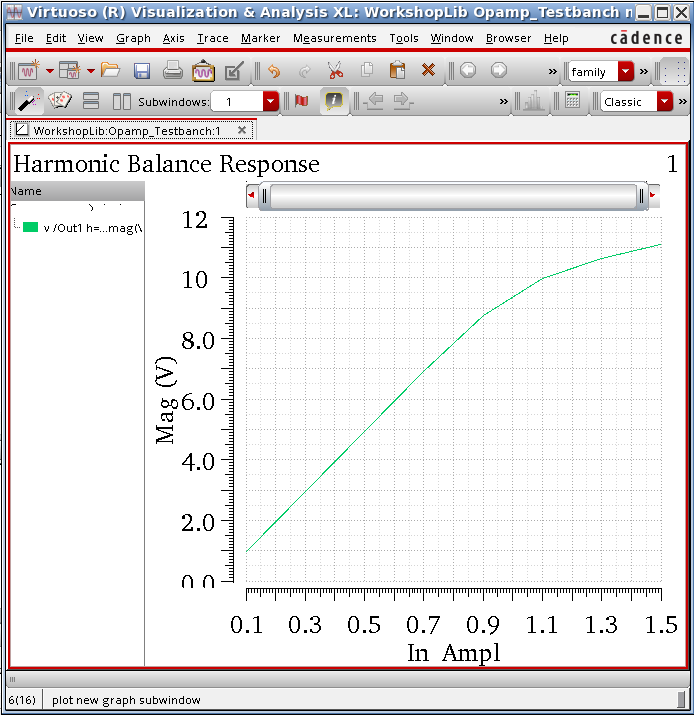 Virtuoso (R) Visualization & Analysis XL: WorkshopLib Opamp_Testbanch
File Edit View Graph Axis Trace Marker Measurements Tools Window Browser Help cādence
» family »
Subwindows: 1 » Classic »
WorkshopLib:Opamp_Testbanch:1
Harmonic Balance Response 1
Name
v /Out1 h=...mag(
12
10
8.0
6.0
4.0
2.0
0.0
Mag (V)
0.1 0.3 0.5 0.7 0.9 1.1 1.3 1.5
In Ampl
6(16) plot new graph subwindow